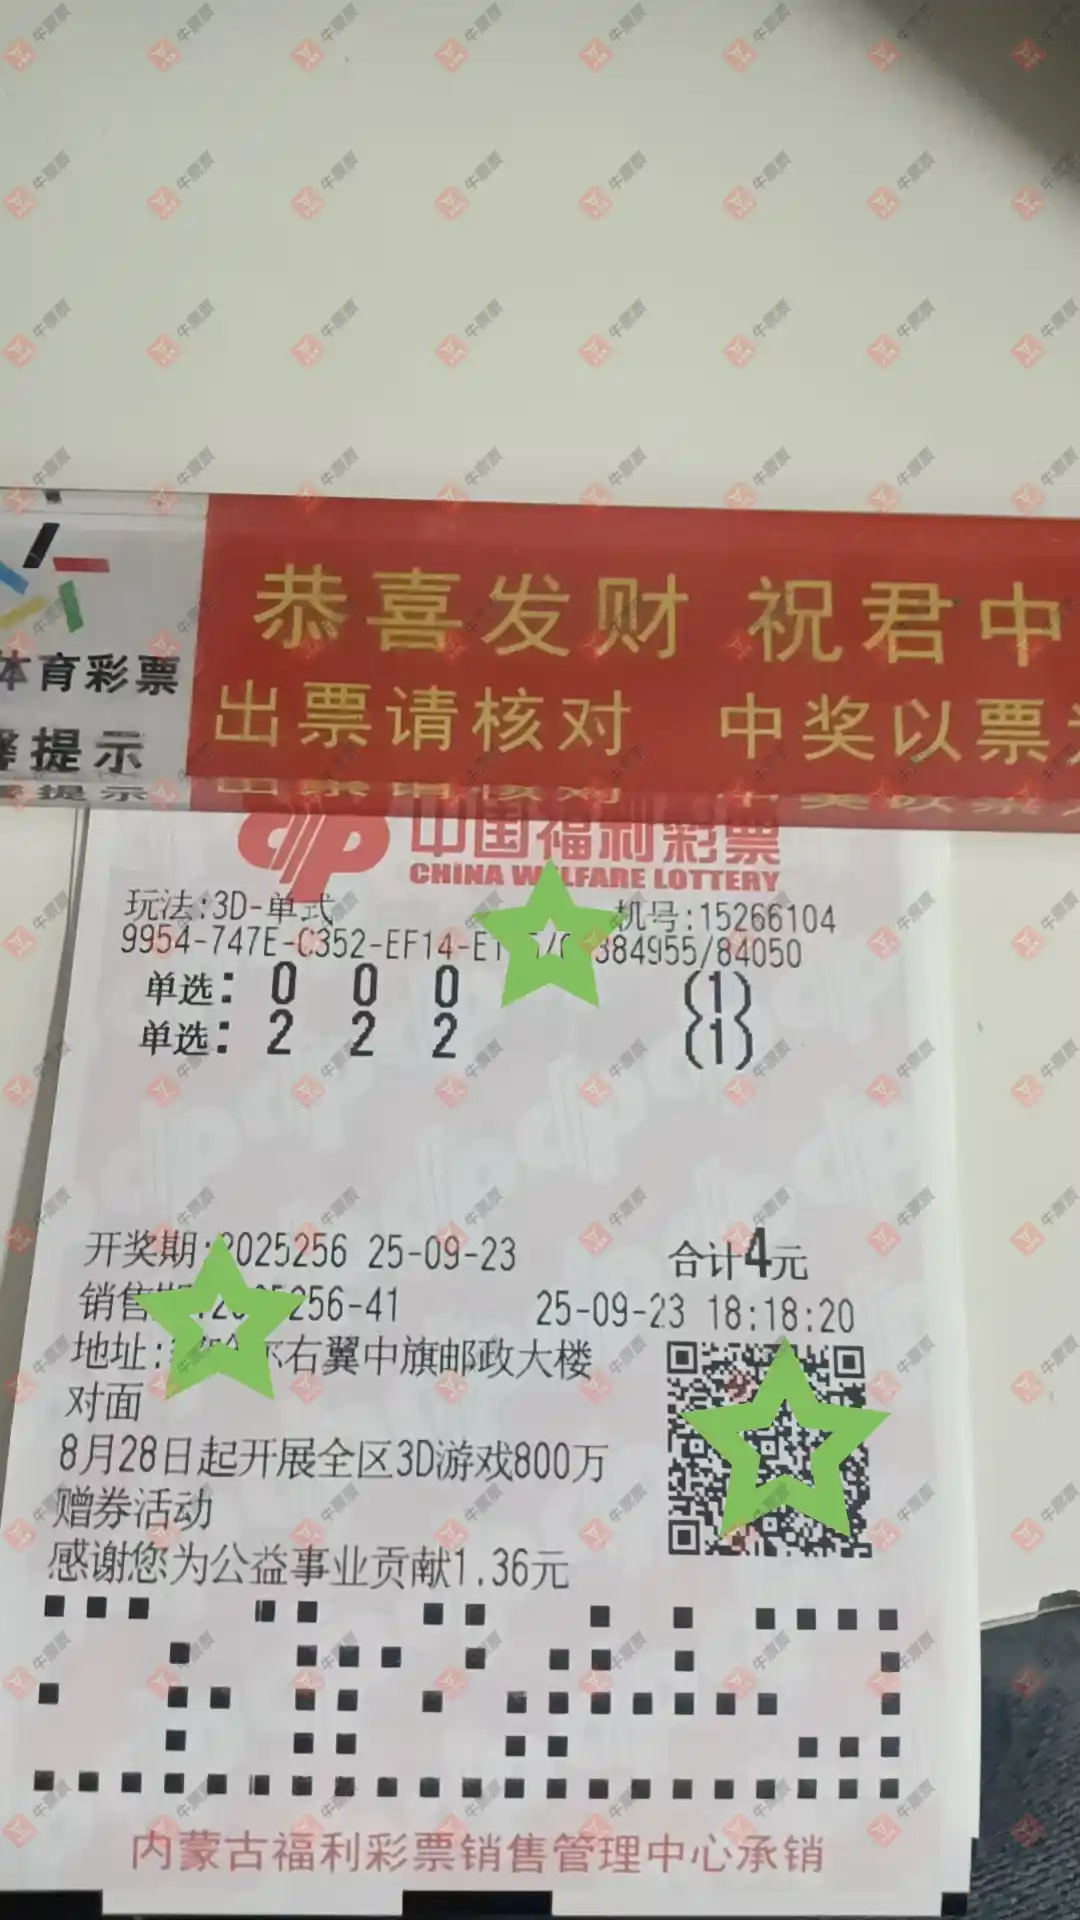 恭喜发财 祝君中
体育彩票
出票请核对 中奖以票
提示
中国福利彩票
CHINA WELFARE LOTTERY
玩法:3D-单式 机号:15266104
9954-747E-C352-EF14-E1 384955/84050
单选: 0 0 0 (1)
单选: 2 2 2 (1)
开奖期:2025256 25-09-23 合计4元
销售 256-41 25-09-23 18:18:20
地址: 右翼中旗邮政大楼
对面
8月28日起开展全区3D游戏800万
赠券活动
感谢您为公益事业贡献1.36元
内蒙古福利彩票销售管理中心承销
牛票票